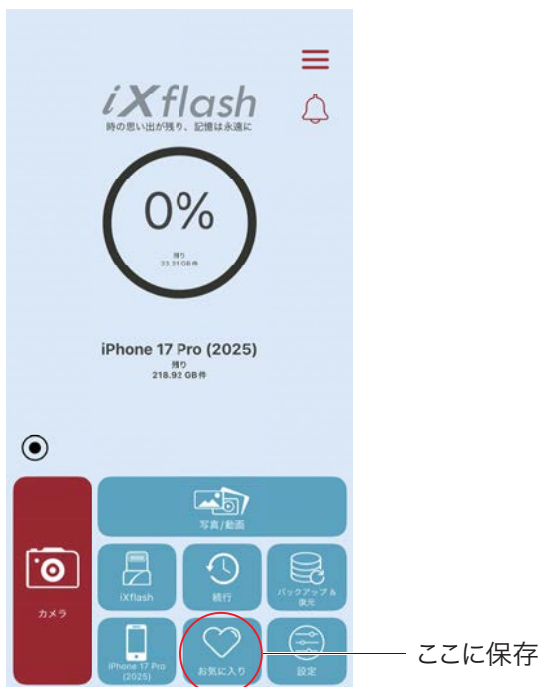 iXflash
時の思い出が残り、記憶は永遠に
0%
残り
iPhone 17 Pro (2025)
残り
218.92 GB件
写真/動画
カメラ
iXflash
続行
バックアップ &
復元
iPhone 17 Pro
(2025)
お気に入り
設定
ここに保存